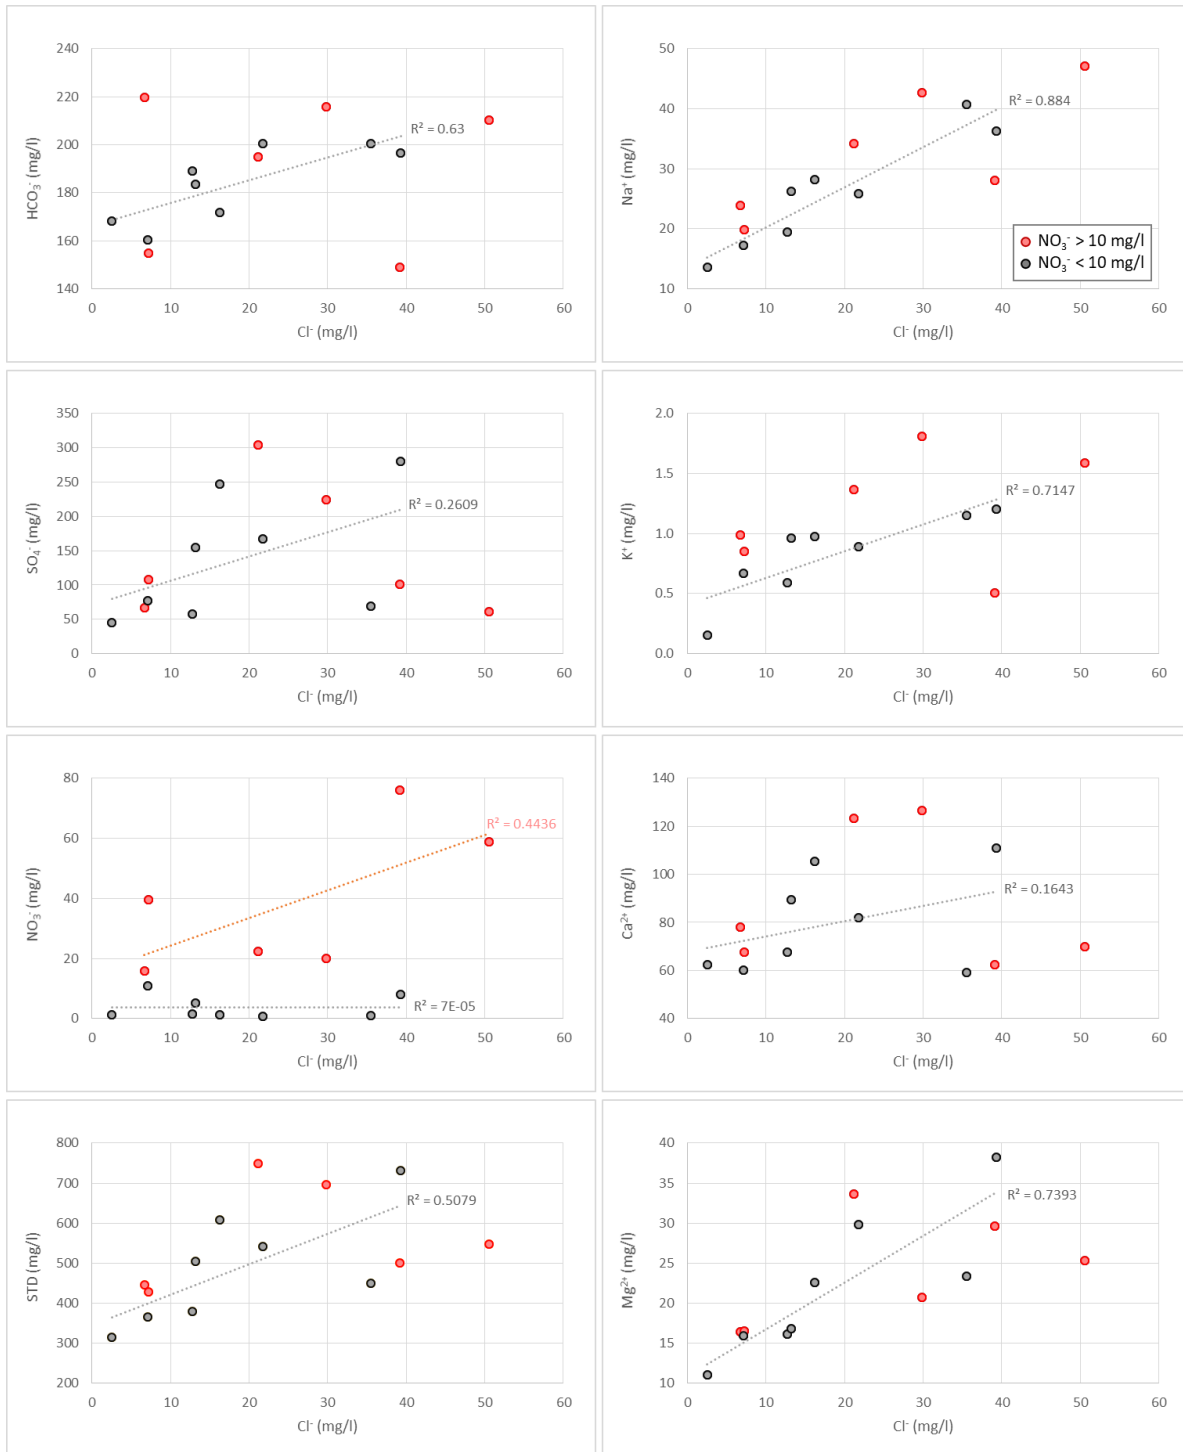 240
220
200
180
160
140
HCO₃⁻ (mg/l)
R² = 0.63
0 10 20 30 40 50 60
Cl⁻ (mg/l)
50
40
30
20
10
Na⁺ (mg/l)
R² = 0.884
NO₃⁻ > 10 mg/l
NO₃⁻ < 10 mg/l
0 10 20 30 40 50 60
Cl⁻ (mg/l)
350
300
250
200
150
100
50
0
SO₄⁻ (mg/l)
R² = 0.2609
0 10 20 30 40 50 60
Cl⁻ (mg/l)
2.0
1.5
1.0
0.5
0.0
K⁺ (mg/l)
R² = 0.7147
0 10 20 30 40 50 60
Cl⁻ (mg/l)
80
60
40
20
0
NO₃⁻ (mg/l)
R² = 0.4436
R² = 7E-05
0 10 20 30 40 50 60
Cl⁻ (mg/l)
140
120
100
80
60
40
Ca²⁺ (mg/l)
R² = 0.1643
0 10 20 30 40 50 60
Cl⁻ (mg/l)
800
700
600
500
400
300
200
STD (mg/l)
R² = 0.5079
0 10 20 30 40 50 60
Cl⁻ (mg/l)
40
35
30
25
20
15
10
Mg²⁺ (mg/l)
R² = 0.7393
0 10 20 30 40 50 60
Cl⁻ (mg/l)